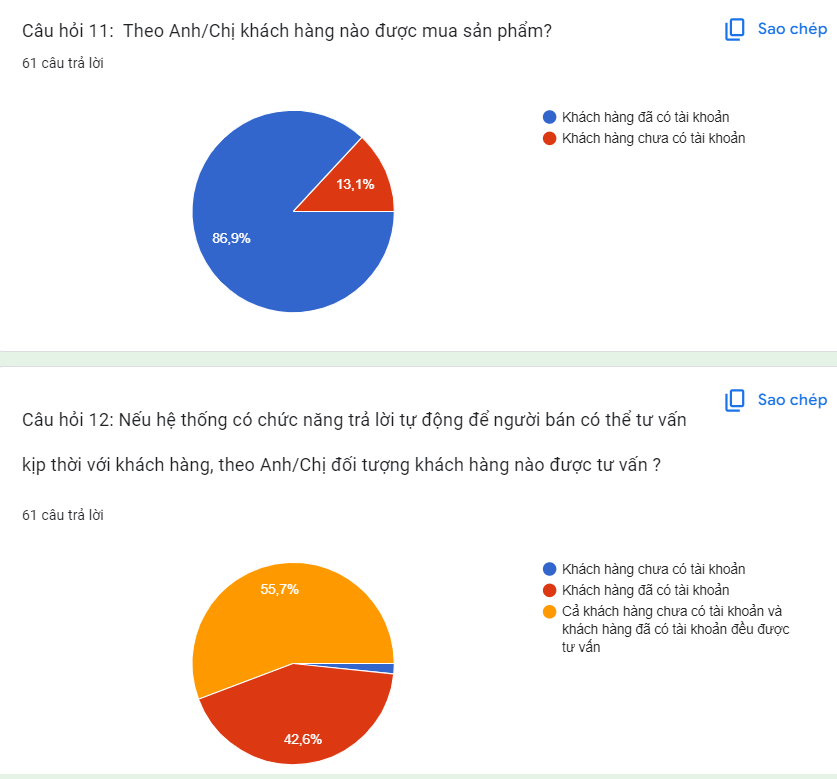 Câu hỏi 11:  Theo Anh/Chị khách hàng nào được mua sản phẩm?
Sao chép
61 câu trả lời
Khách hàng đã có tài khoản
Khách hàng chưa có tài khoản
13,1%
86,9%
Sao chép
Câu hỏi 12: Nếu hệ thống có chức năng trả lời tự động để người bán có thể tư vấn
kịp thời với khách hàng, theo Anh/Chị đối tượng khách hàng nào được tư vấn ?
61 câu trả lời
Khách hàng chưa có tài khoản
Khách hàng đã có tài khoản
Cả khách hàng chưa có tài khoản và
khách hàng đã có tài khoản đều được
tư vấn
55,7%
42,6%